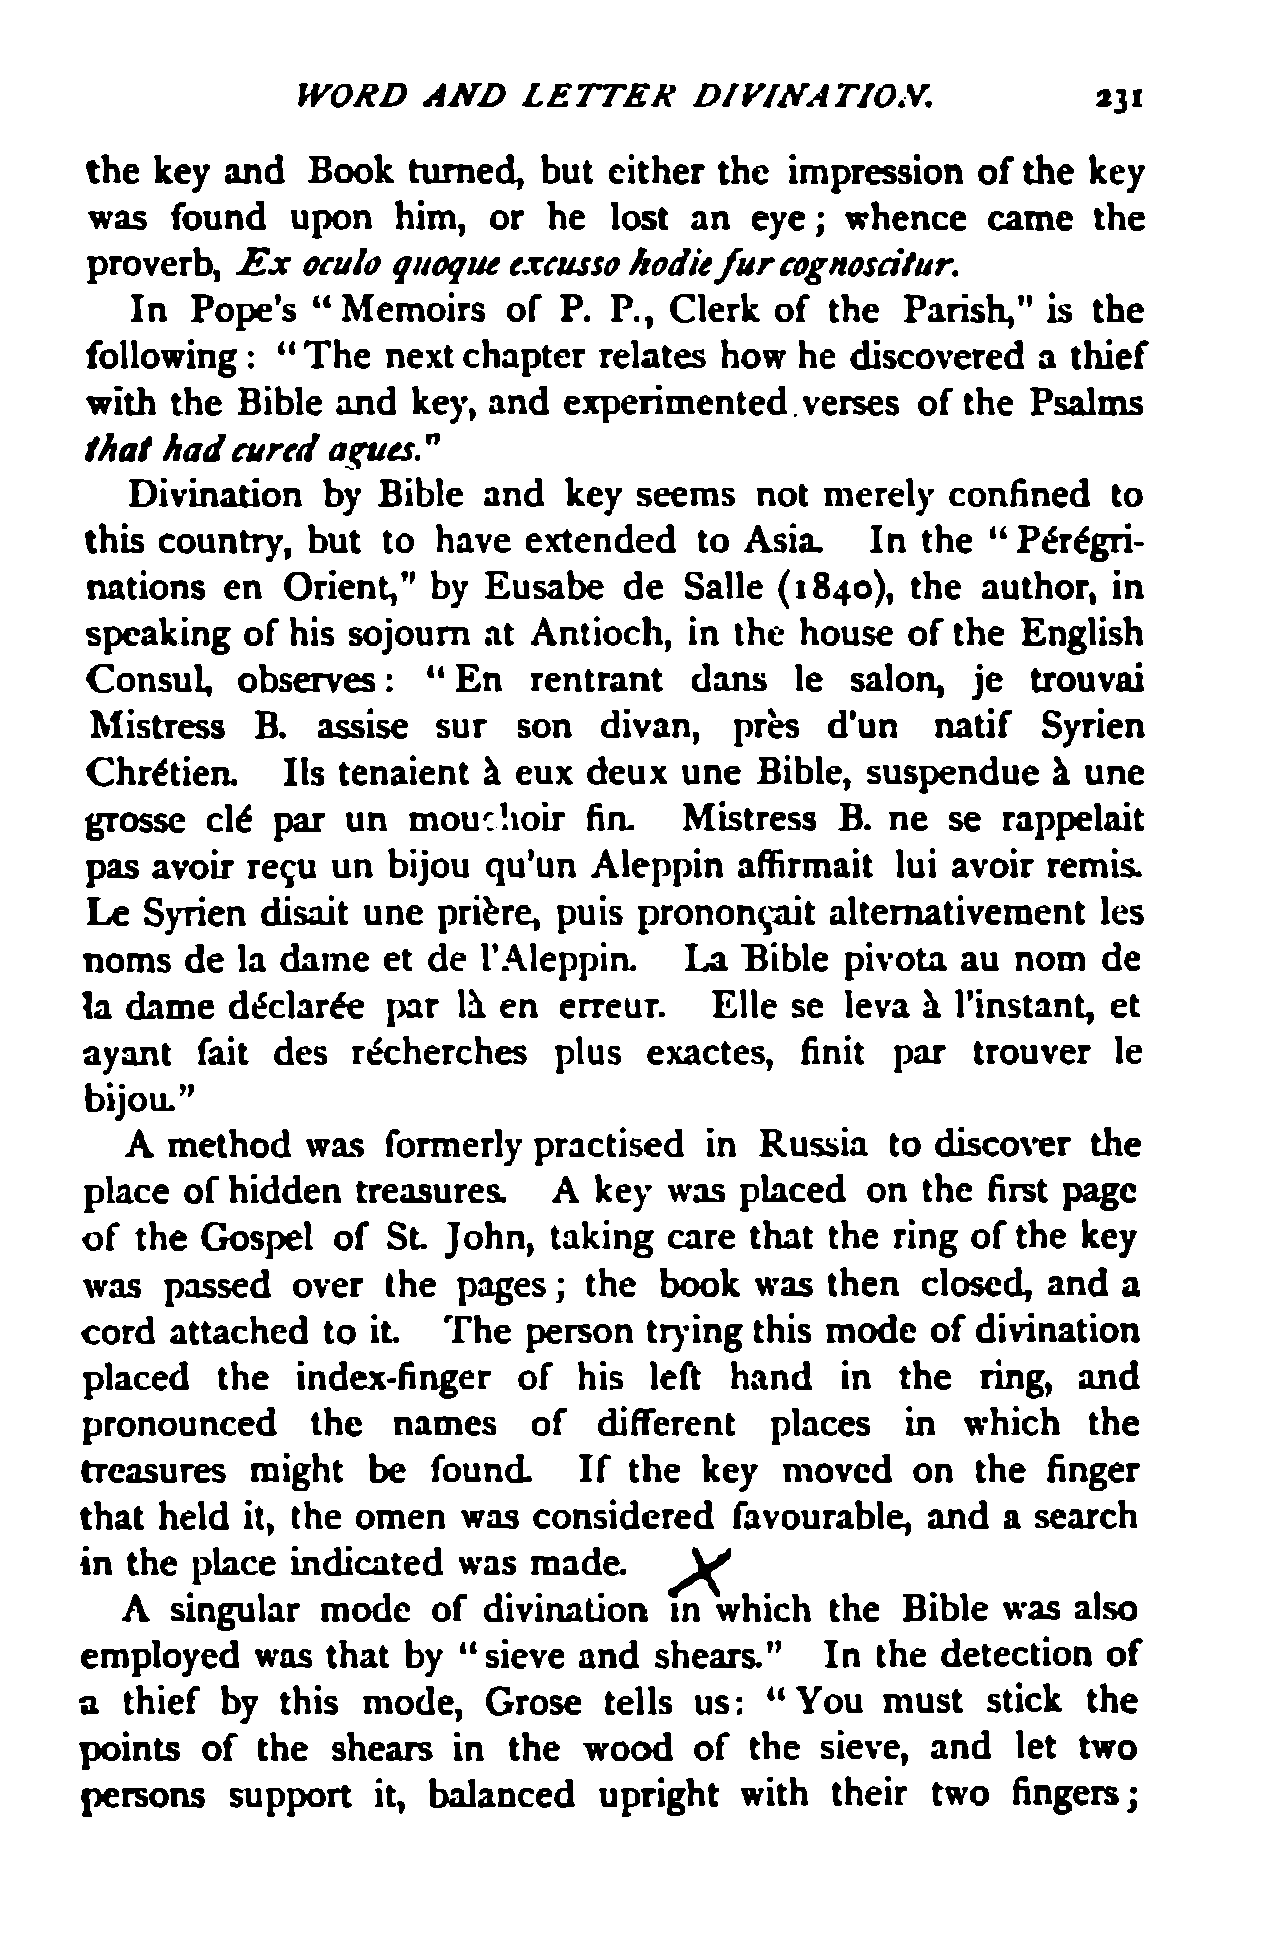 WORD AND LETTER DIVINATION. 231
the key and Book turned, but either the impression of the key
was found upon him, or he lost an eye; whence came the
proverb, Ex oculo quoque excusso hodie fur cognoscitur.
In Pope's "Memoirs of P. P., Clerk of the Parish," is the
following: "The next chapter relates how he discovered a thief
with the Bible and key, and experimented verses of the Psalms
that had cured agues."
Divination by Bible and key seems not merely confined to
this country, but to have extended to Asia. In the "Pérégri-
nations en Orient," by Eusabe de Salle (1840), the author, in
speaking of his sojourn at Antioch, in the house of the English
Consul, observes: "En rentrant dans le salon, je trouvai
Mistress B. assise sur son divan, près d'un natif Syrien
Chrétien. Ils tenaient à eux deux une Bible, suspendue à une
grosse clé par un mouchoir fin. Mistress B. ne se rappelait
pas avoir reçu un bijou qu'un Aleppin affirmait lui avoir remis.
Le Syrien disait une prière, puis prononçait alternativement les
noms de la dame et de l'Aleppin. La Bible pivota au nom de
la dame déclarée par là en erreur. Elle se leva à l'instant, et
ayant fait des récherches plus exactes, finit par trouver le
bijou."
A method was formerly practised in Russia to discover the
place of hidden treasures. A key was placed on the first page
of the Gospel of St. John, taking care that the ring of the key
was passed over the pages; the book was then closed, and a
cord attached to it. The person trying this mode of divination
placed the index-finger of his left hand in the ring, and
pronounced the names of different places in which the
treasures might be found. If the key moved on the finger
that held it, the omen was considered favourable, and a search
in the place indicated was made.
A singular mode of divination in which the Bible was also
employed was that by "sieve and shears." In the detection of
a thief by this mode, Grose tells us: "You must stick the
points of the shears in the wood of the sieve, and let two
persons support it, balanced upright with their two fingers;